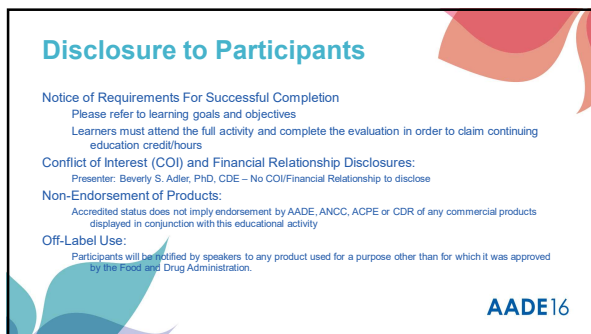 Disclosure to Participants
Notice of Requirements For Successful Completion
Please refer to learning goals and objectives
Learners must attend the full activity and complete the evaluation in order to claim continuing
education credit/hours
Conflict of Interest (COI) and Financial Relationship Disclosures:
Presenter: Beverly S. Adler, PhD, CDE – No COI/Financial Relationship to disclose
Non-Endorsement of Products:
Accredited status does not imply endorsement by AADE, ANCC, ACPE or CDR of any commercial products
displayed in conjunction with this educational activity
Off-Label Use:
Participants will be notified by speakers to any product used for a purpose other than for which it was approved
by the Food and Drug Administration.
AADE16